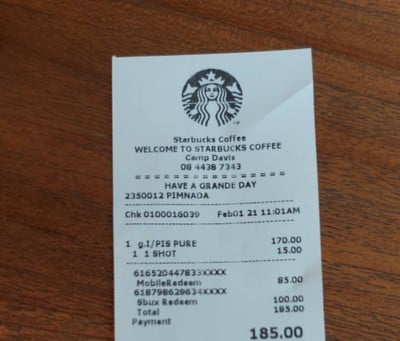 Starbucks Coffee
WELCOME TO STARBUCKS COFFEE
Camp Davis
08 4438 7343
HAVE A GRANDE DAY
2350012 PIMNADA
Chk 0100016039 Feb01 21 11:01AM
1 g.I/PIS PURE 170.00
1 1 SHOT 15.00
616520447833XXXX
MobileRedeem 85.00
618798629634XXXX
Sbux Redeem 100.00
Total 185.00
Payment
185.00